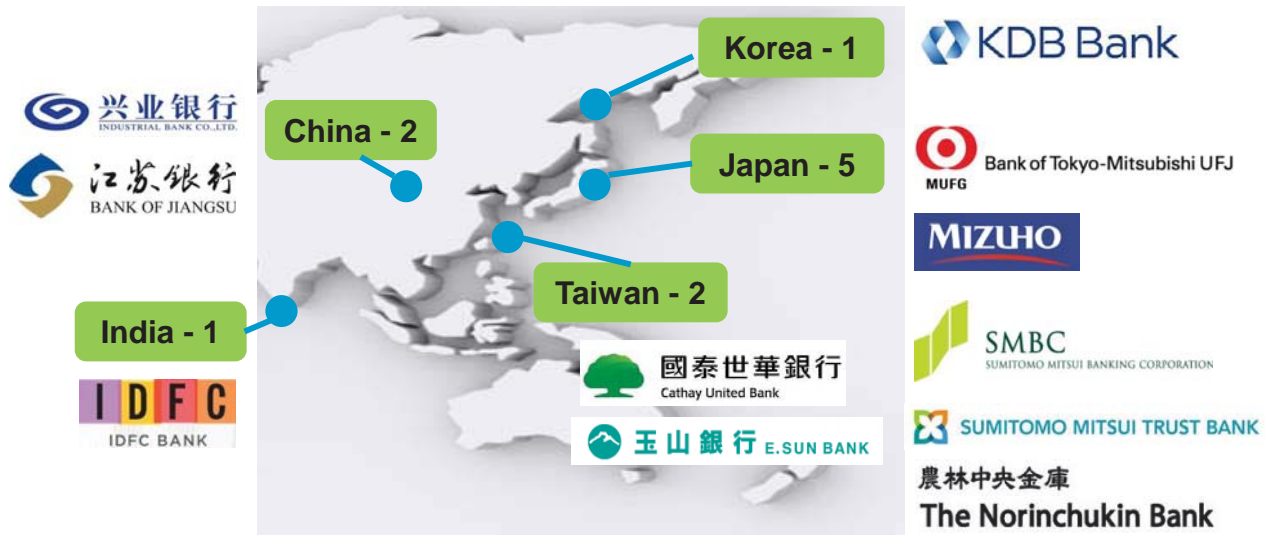 Korea - 1
KDB Bank
兴业银行
INDUSTRIAL BANK CO.,LTD.
China - 2
江苏银行
BANK OF JIANGSU
Japan - 5
MUFG
Bank of Tokyo-Mitsubishi UFJ
MIZUHO
Taiwan - 2
India - 1
SMBC
SUMITOMO MITSUI BANKING CORPORATION
國泰世華銀行
Cathay United Bank
IDFC
IDFC BANK
玉山銀行 E.SUN BANK
SUMITOMO MITSUI TRUST BANK
農林中央金庫
The Norinchukin Bank